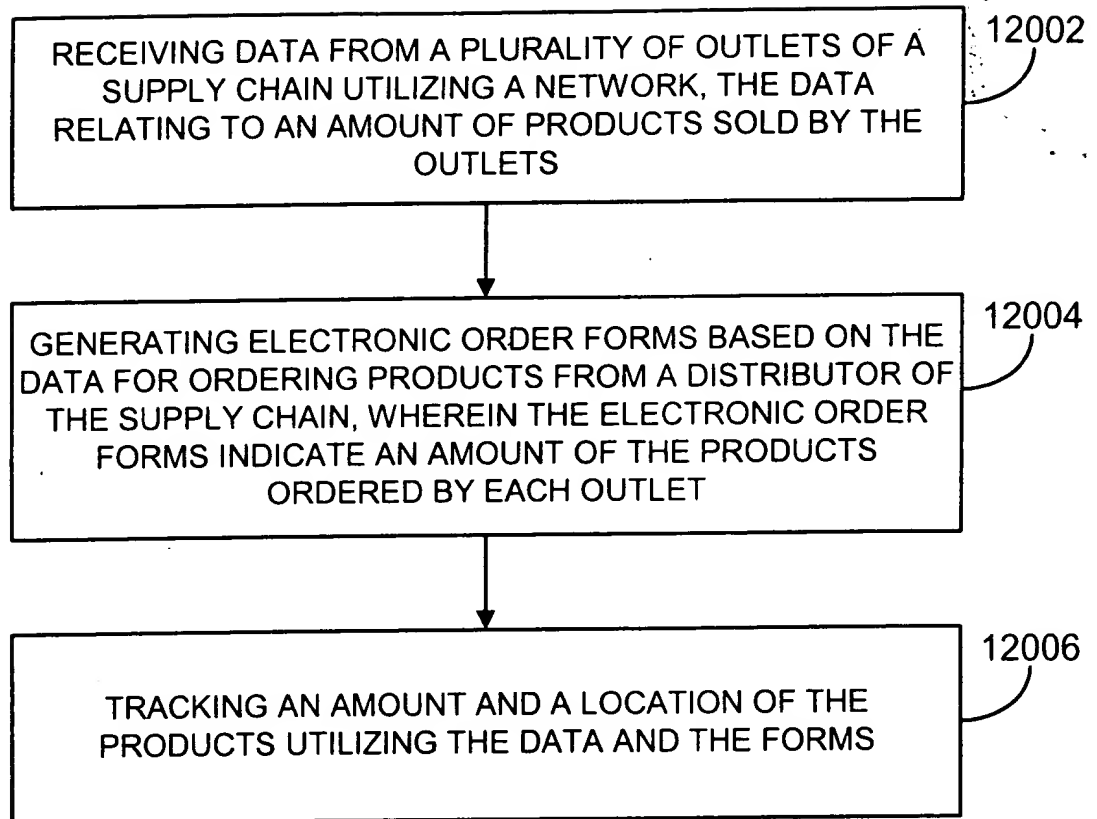 12002
RECEIVING DATA FROM A PLURALITY OF OUTLETS OF A
SUPPLY CHAIN UTILIZING A NETWORK, THE DATA
RELATING TO AN AMOUNT OF PRODUCTS SOLD BY THE
OUTLETS
12004
GENERATING ELECTRONIC ORDER FORMS BASED ON THE
DATA FOR ORDERING PRODUCTS FROM A DISTRIBUTOR OF
THE SUPPLY CHAIN, WHEREIN THE ELECTRONIC ORDER
FORMS INDICATE AN AMOUNT OF THE PRODUCTS
ORDERED BY EACH OUTLET
12006
TRACKING AN AMOUNT AND A LOCATION OF THE
PRODUCTS UTILIZING THE DATA AND THE FORMS